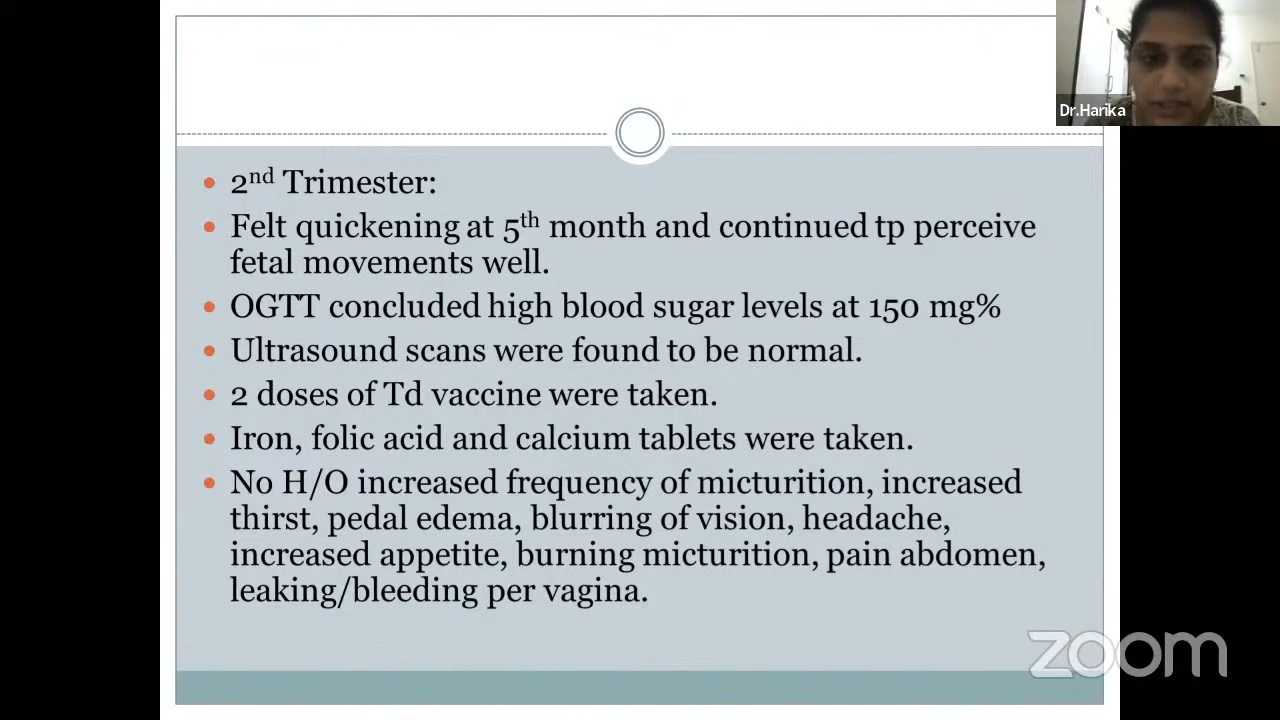 Dr.Harika
• 2nd Trimester:
• Felt quickening at 5th month and continued tp perceive
fetal movements well.
• OGTT concluded high blood sugar levels at 150 mg%
• Ultrasound scans were found to be normal.
• 2 doses of Td vaccine were taken.
• Iron, folic acid and calcium tablets were taken.
• No H/O increased frequency of micturition, increased
thirst, pedal edema, blurring of vision, headache,
increased appetite, burning micturition, pain abdomen,
leaking/bleeding per vagina.
zoom